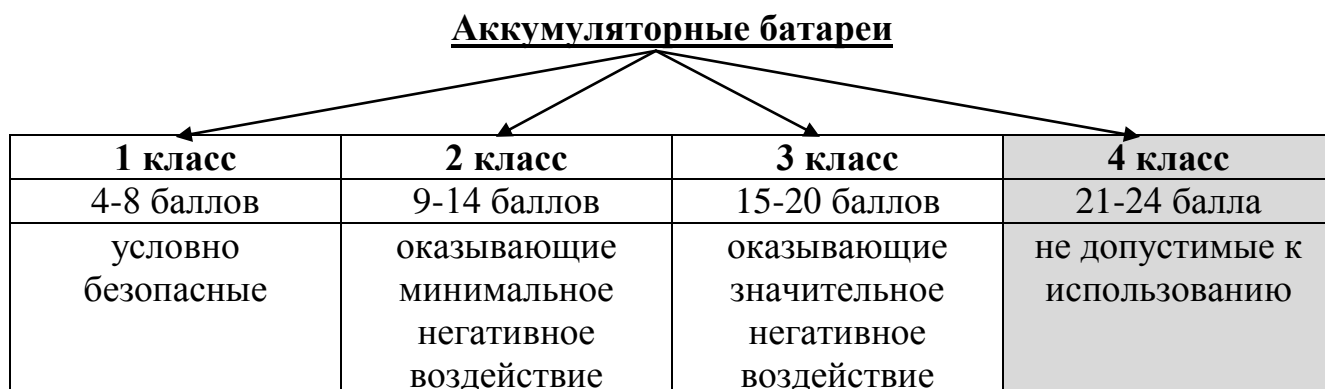 Аккумуляторные батареи
1 класс 2 класс 3 класс 4 класс
4-8 баллов 9-14 баллов 15-20 баллов 21-24 балла
условно
безопасные
оказывающие
минимальное
негативное
воздействие
оказывающие
значительное
негативное
воздействие
не допустимые к
использованию